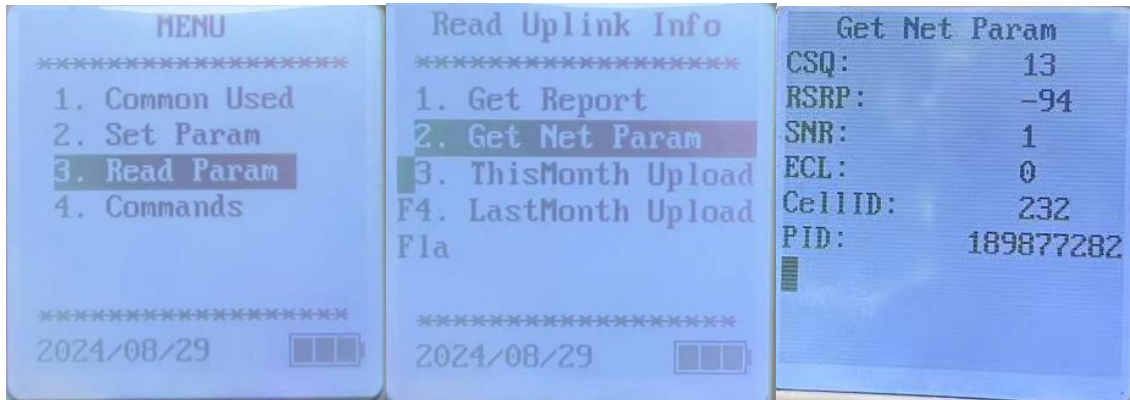 MENU
******************
1. Common Used
2. Set Param
3. Read Param
4. Commands
******************
2024/08/29
Read Uplink Info
******************
1. Get Report
2. Get Net Param
3. ThisMonth Upload
F4. LastMonth Upload
Fla
******************
2024/08/29
Get Net Param
CSQ: 13
RSRP: -94
SNR: 1
ECL: 0
CellID: 232
PID: 189877282